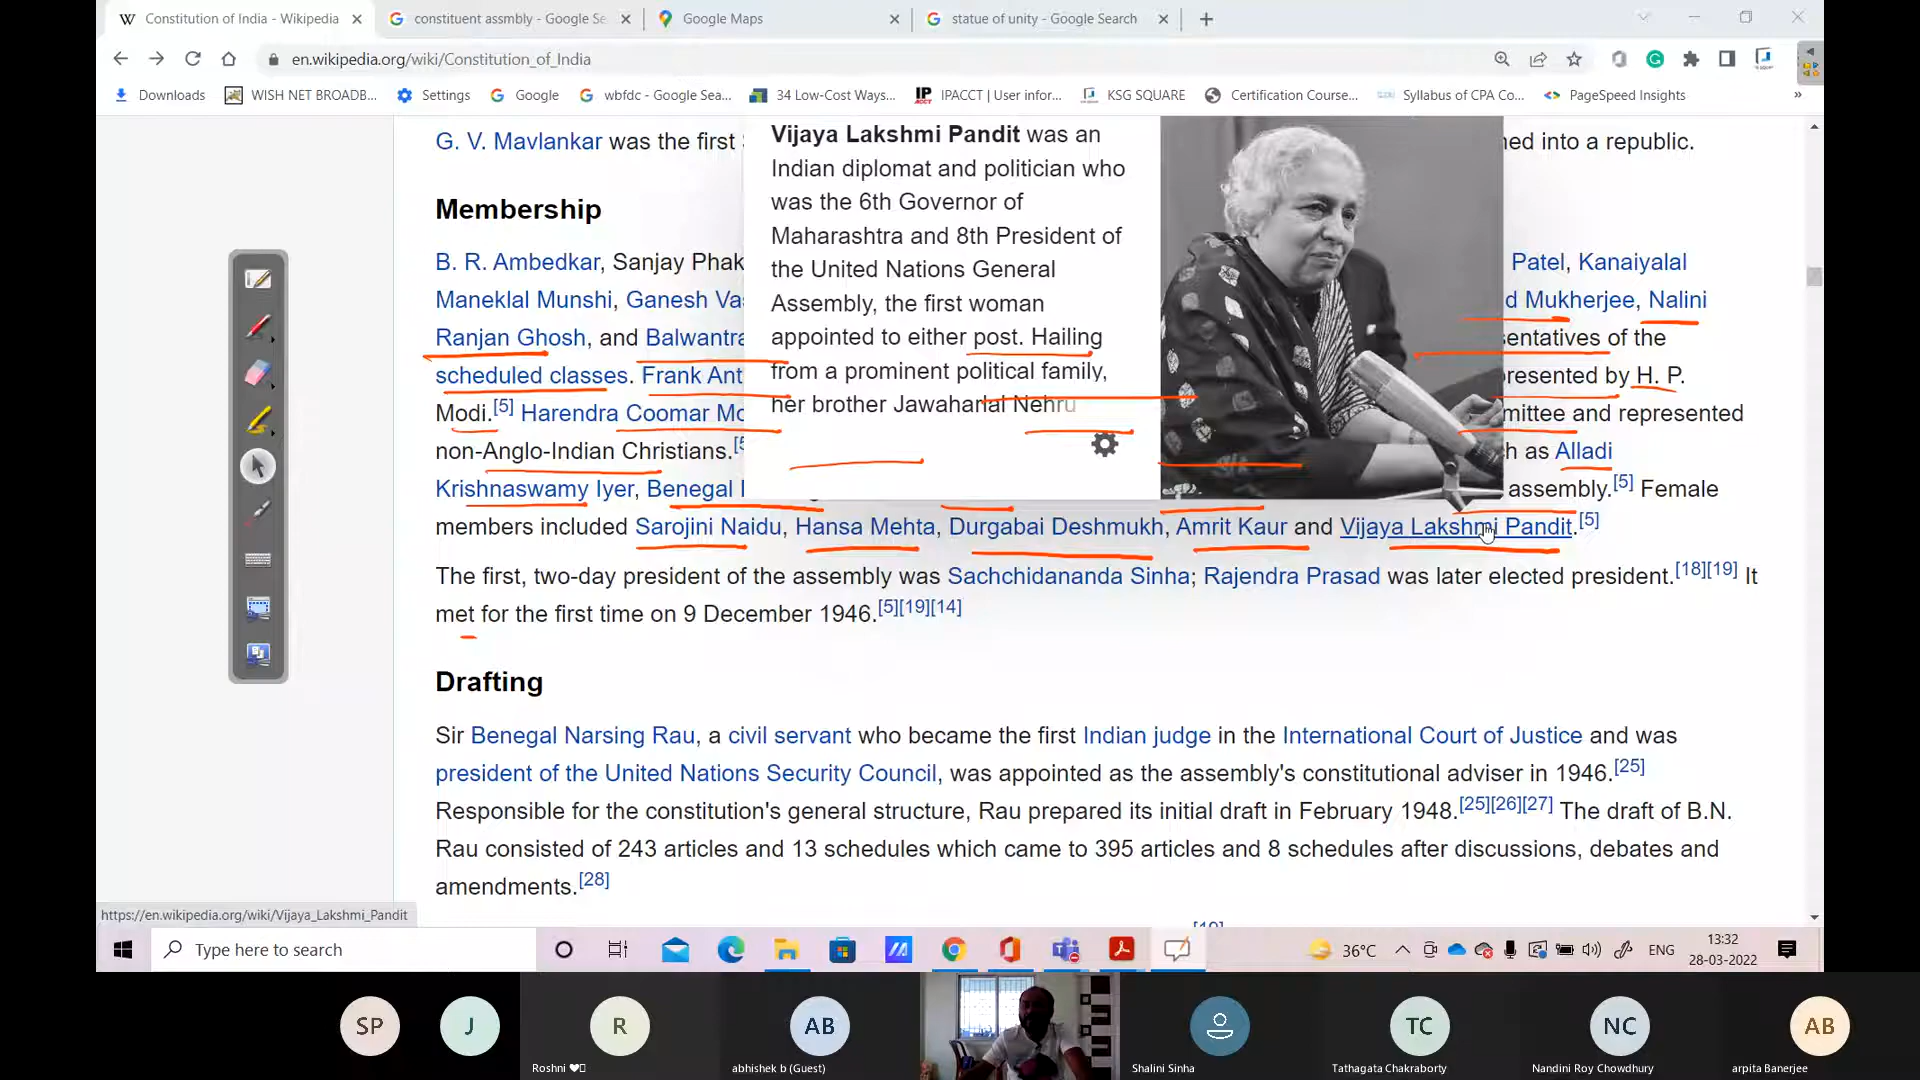 Constitution of India - Wikipedia
constituent assmbly - Google Se
Google Maps
statue of unity - Google Search
en.wikipedia.org/wiki/Constitution_of_India
Downloads
WISH NET BROADB...
Settings
Google
wbfdc - Google Sea...
34 Low-Cost Ways...
IPACCT | User infor...
KSG SQUARE
Certification Course...
Syllabus of CPA Co...
PageSpeed Insights
»
G. V. Mavlankar was the first
ned into a republic.
Vijaya Lakshmi Pandit was an
Indian diplomat and politician who
was the 6th Governor of
Maharashtra and 8th President of
the United Nations General
Assembly, the first woman
appointed to either post. Hailing
from a prominent political family,
her brother Jawaharlal Nehru
Membership
B. R. Ambedkar, Sanjay Phak
Patel, Kanaiyalal
Maneklal Munshi, Ganesh Va
d Mukherjee, Nalini
Ranjan Ghosh, and Balwantra
sentatives of the
scheduled classes. Frank Ant
resented by H. P.
Modi.[5] Harendra Coomar Mo
mittee and represented
non-Anglo-Indian Christians.[5
h as Alladi
Krishnaswamy Iyer, Benegal
assembly.[5] Female
members included Sarojini Naidu, Hansa Mehta, Durgabai Deshmukh, Amrit Kaur and Vijaya Lakshmi Pandit.[5]
The first, two-day president of the assembly was Sachchidananda Sinha; Rajendra Prasad was later elected president.[18][19] It
met for the first time on 9 December 1946.[5][19][14]
Drafting
Sir Benegal Narsing Rau, a civil servant who became the first Indian judge in the International Court of Justice and was
president of the United Nations Security Council, was appointed as the assembly's constitutional adviser in 1946.[25]
Responsible for the constitution's general structure, Rau prepared its initial draft in February 1948.[25][26][27] The draft of B.N.
Rau consisted of 243 articles and 13 schedules which came to 395 articles and 8 schedules after discussions, debates and
amendments.[28]
https://en.wikipedia.org/wiki/Vijaya_Lakshmi_Pandit
Type here to search
36°C
ENG
13:32
28-03-2022
SP
J
R
AB
TC
NC
AB
Roshni
abhishek b (Guest)
Shalini Sinha
Tathagata Chakraborty
Nandini Roy Chowdhury
arpita Banerjee